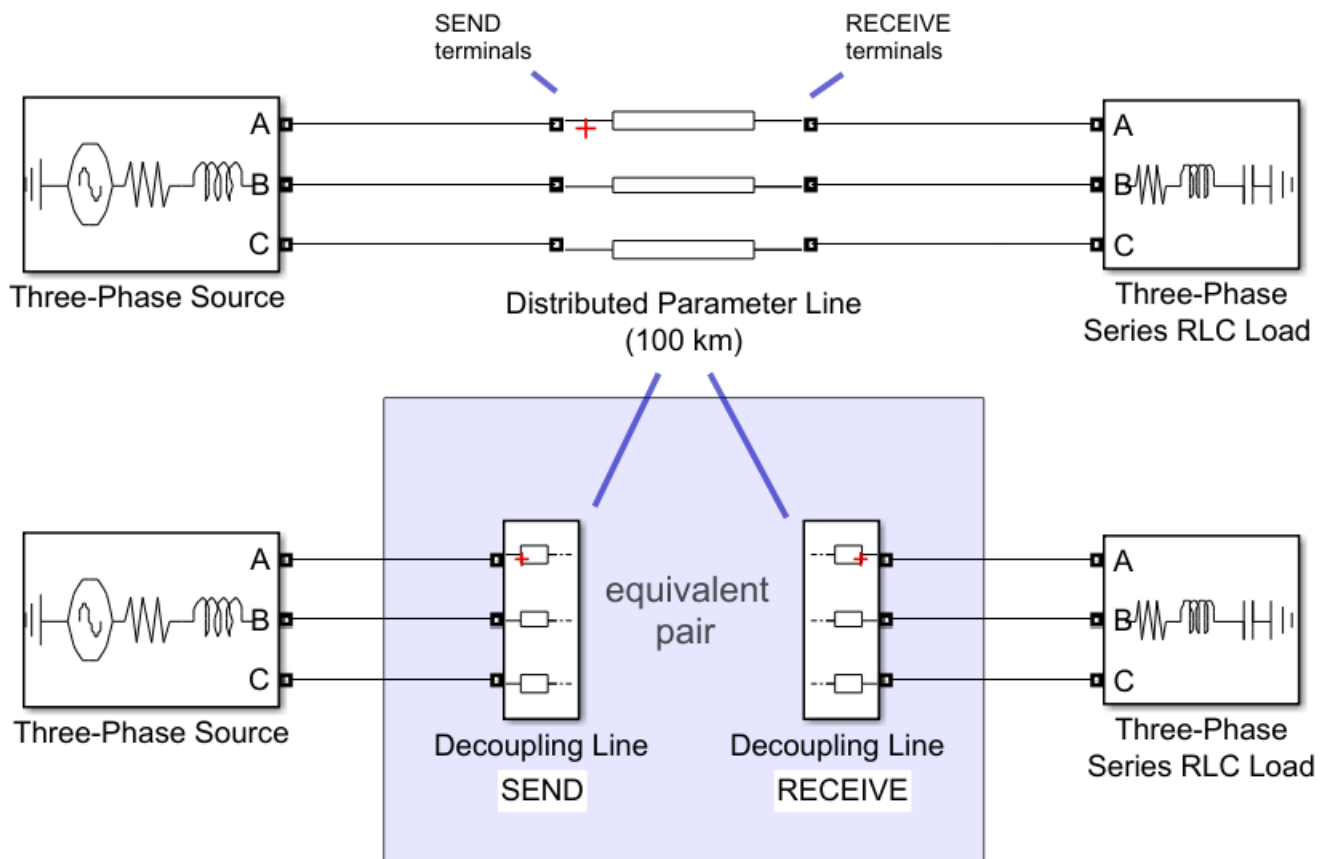 SEND
terminals
RECEIVE
terminals
A
B
C
A
B
C
Three-Phase Source
Distributed Parameter Line
(100 km)
Three-Phase
Series RLC Load
A
B
C
equivalent
pair
A
B
C
Three-Phase Source
Decoupling Line
SEND
Decoupling Line
RECEIVE
Three-Phase
Series RLC Load